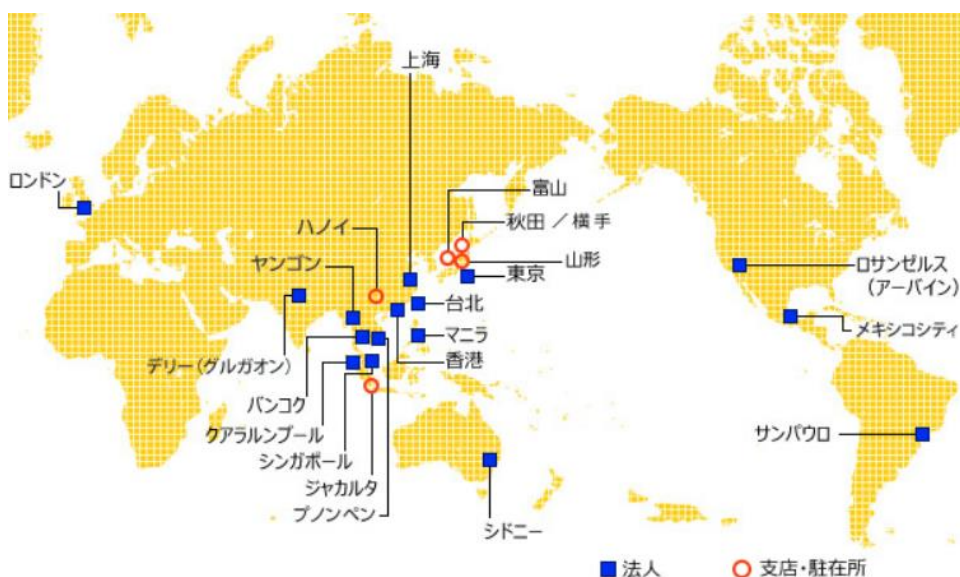 上海
ロンドン
富山
秋田 ／ 横手
ハノイ
ヤンゴン
山形
東京
ロサンゼルス
（アーバイン）
台北
メキシコシティ
マニラ
デリー（グルガオン）
香港
バンコク
クアラルンプール
サンパウロ
シンガポール
ジャカルタ
プノンペン
シドニー
法人
支店・駐在所